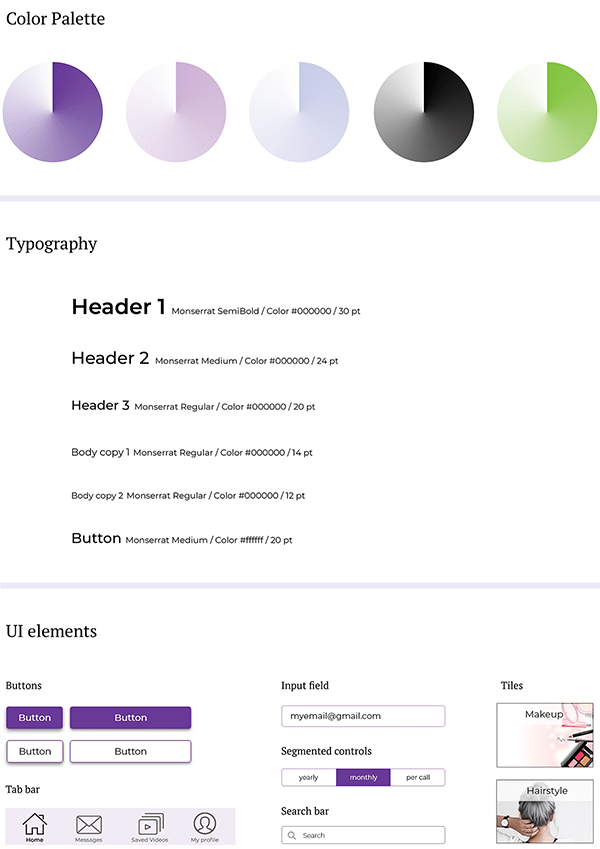 Color Palette
Typography
Header 1 Monserrat SemiBold / Color #000000 / 30 pt
Header 2 Monserrat Medium / Color #000000 / 24 pt
Header 3 Monserrat Regular / Color #000000 / 20 pt
Body copy 1 Monserrat Regular / Color #000000 / 14 pt
Body copy 2 Monserrat Regular / Color #000000 / 12 pt
Button Monserrat Medium / Color #ffffff / 20 pt
UI elements
Buttons
Button Button
Button Button
Tab bar
Home Messages Saved Videos My profile
Input field
myemail@gmail.com
Segmented controls
yearly monthly per call
Search bar
Search
Tiles
Makeup
Hairstyle